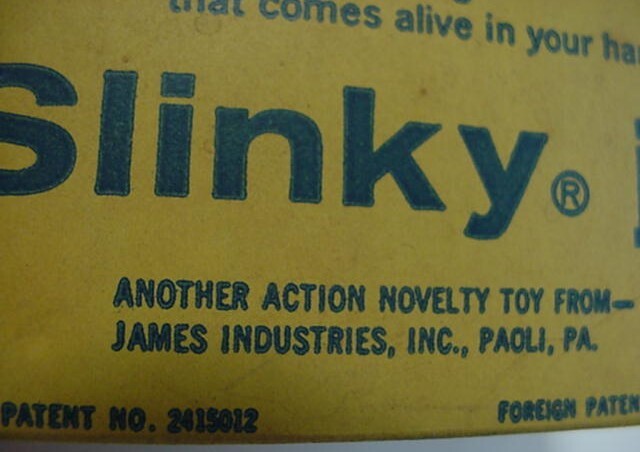 that comes alive in your
Slinky®
ANOTHER ACTION NOVELTY TOY FROM—
JAMES INDUSTRIES, INC., PAOLI, PA.
PATENT NO. 2415012
FOREIGN